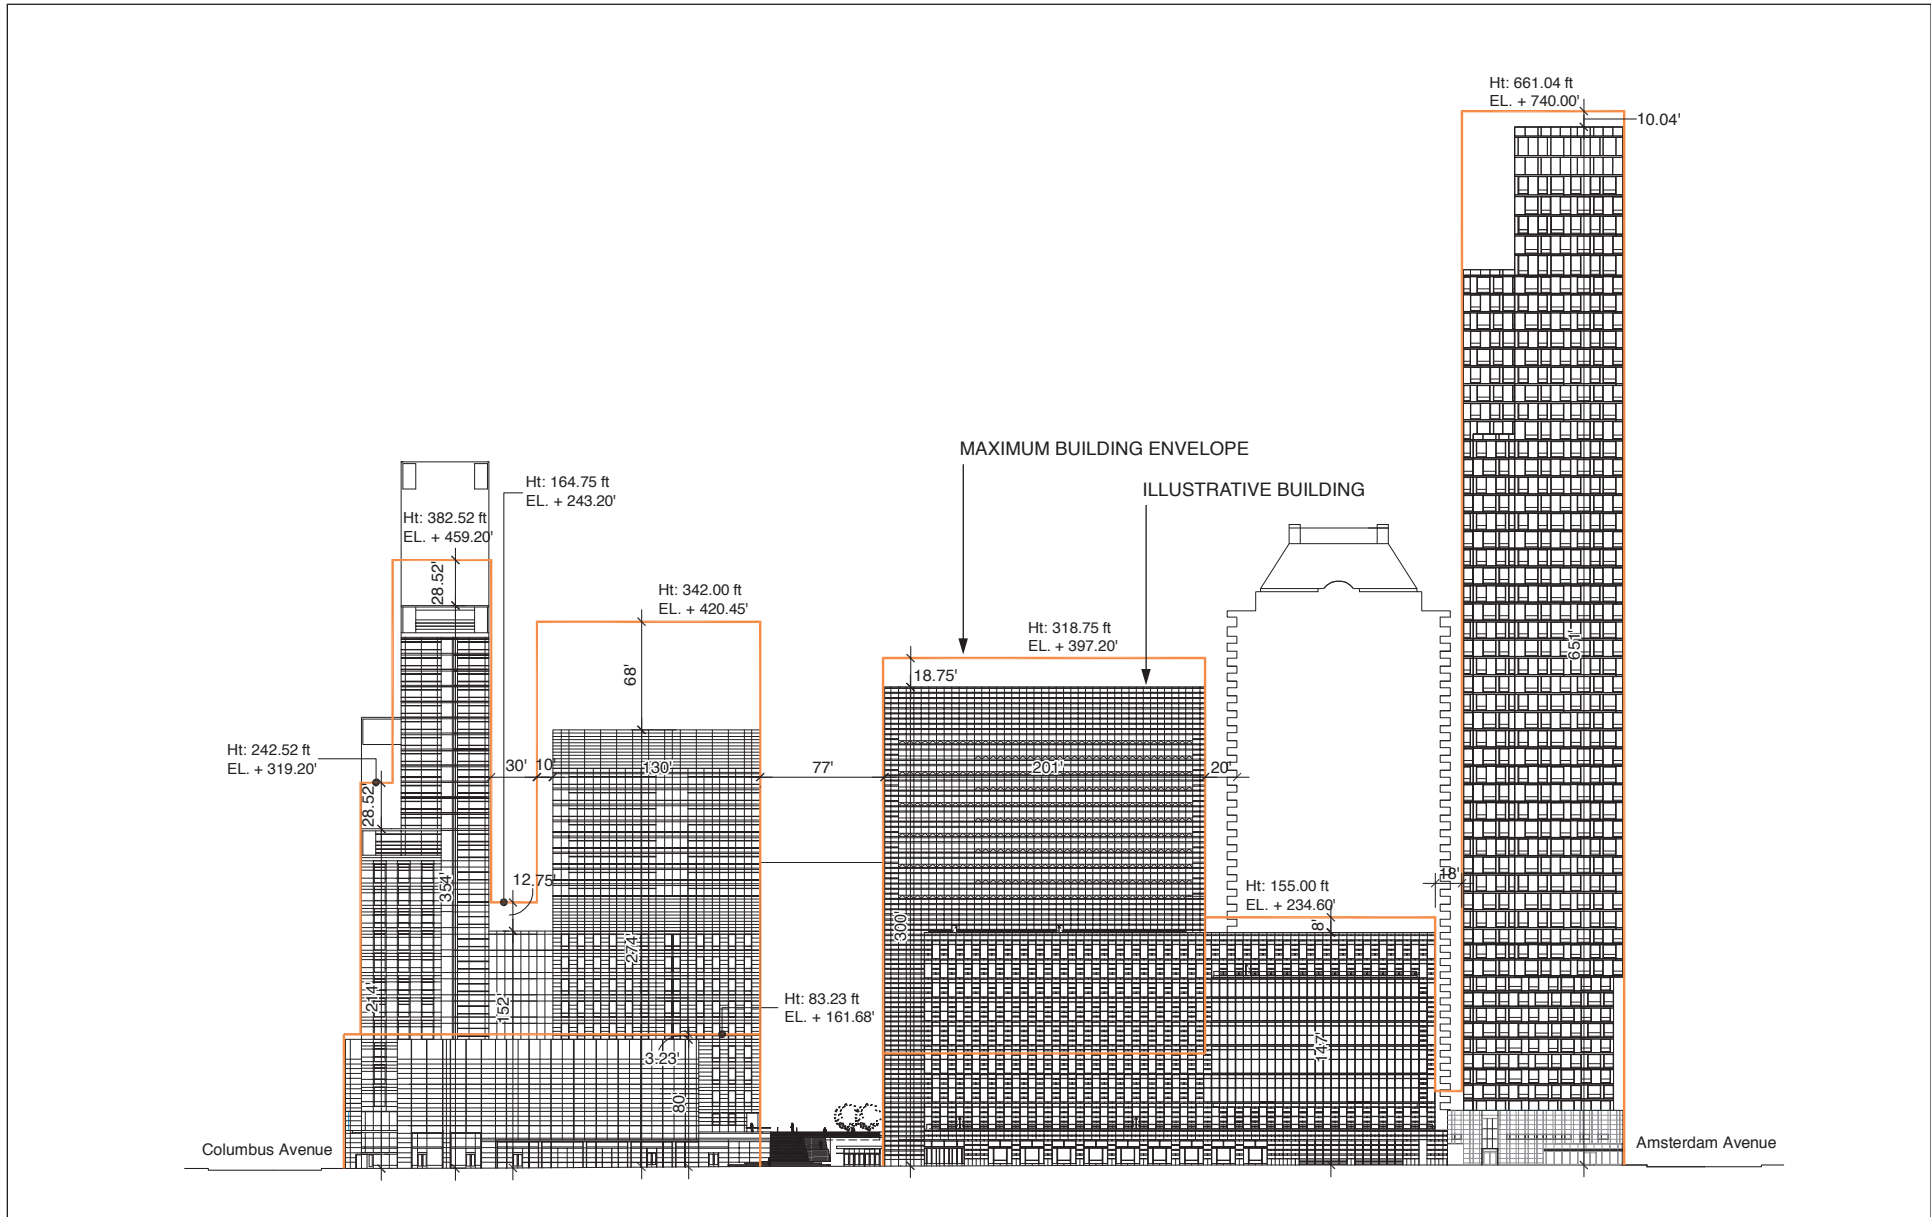 Ht: 661.04 ft
EL. + 740.00'
10.04'
MAXIMUM BUILDING ENVELOPE
ILLUSTRATIVE BUILDING
Ht: 164.75 ft
EL. + 243.20'
Ht: 382.52 ft
EL. + 459.20'
28.52'
Ht: 342.00 ft
EL. + 420.45'
Ht: 318.75 ft
EL. + 397.20'
68'
18.75'
651'
Ht: 242.52 ft
EL. + 319.20'
30'
10'
130'
77'
201'
20'
28.52'
12.75'
354'
18'
Ht: 155.00 ft
EL. + 234.60'
8'
300'
274'
214'
152'
Ht: 83.23 ft
EL. + 161.68'
3.23'
147'
80'
Columbus Avenue
Amsterdam Avenue